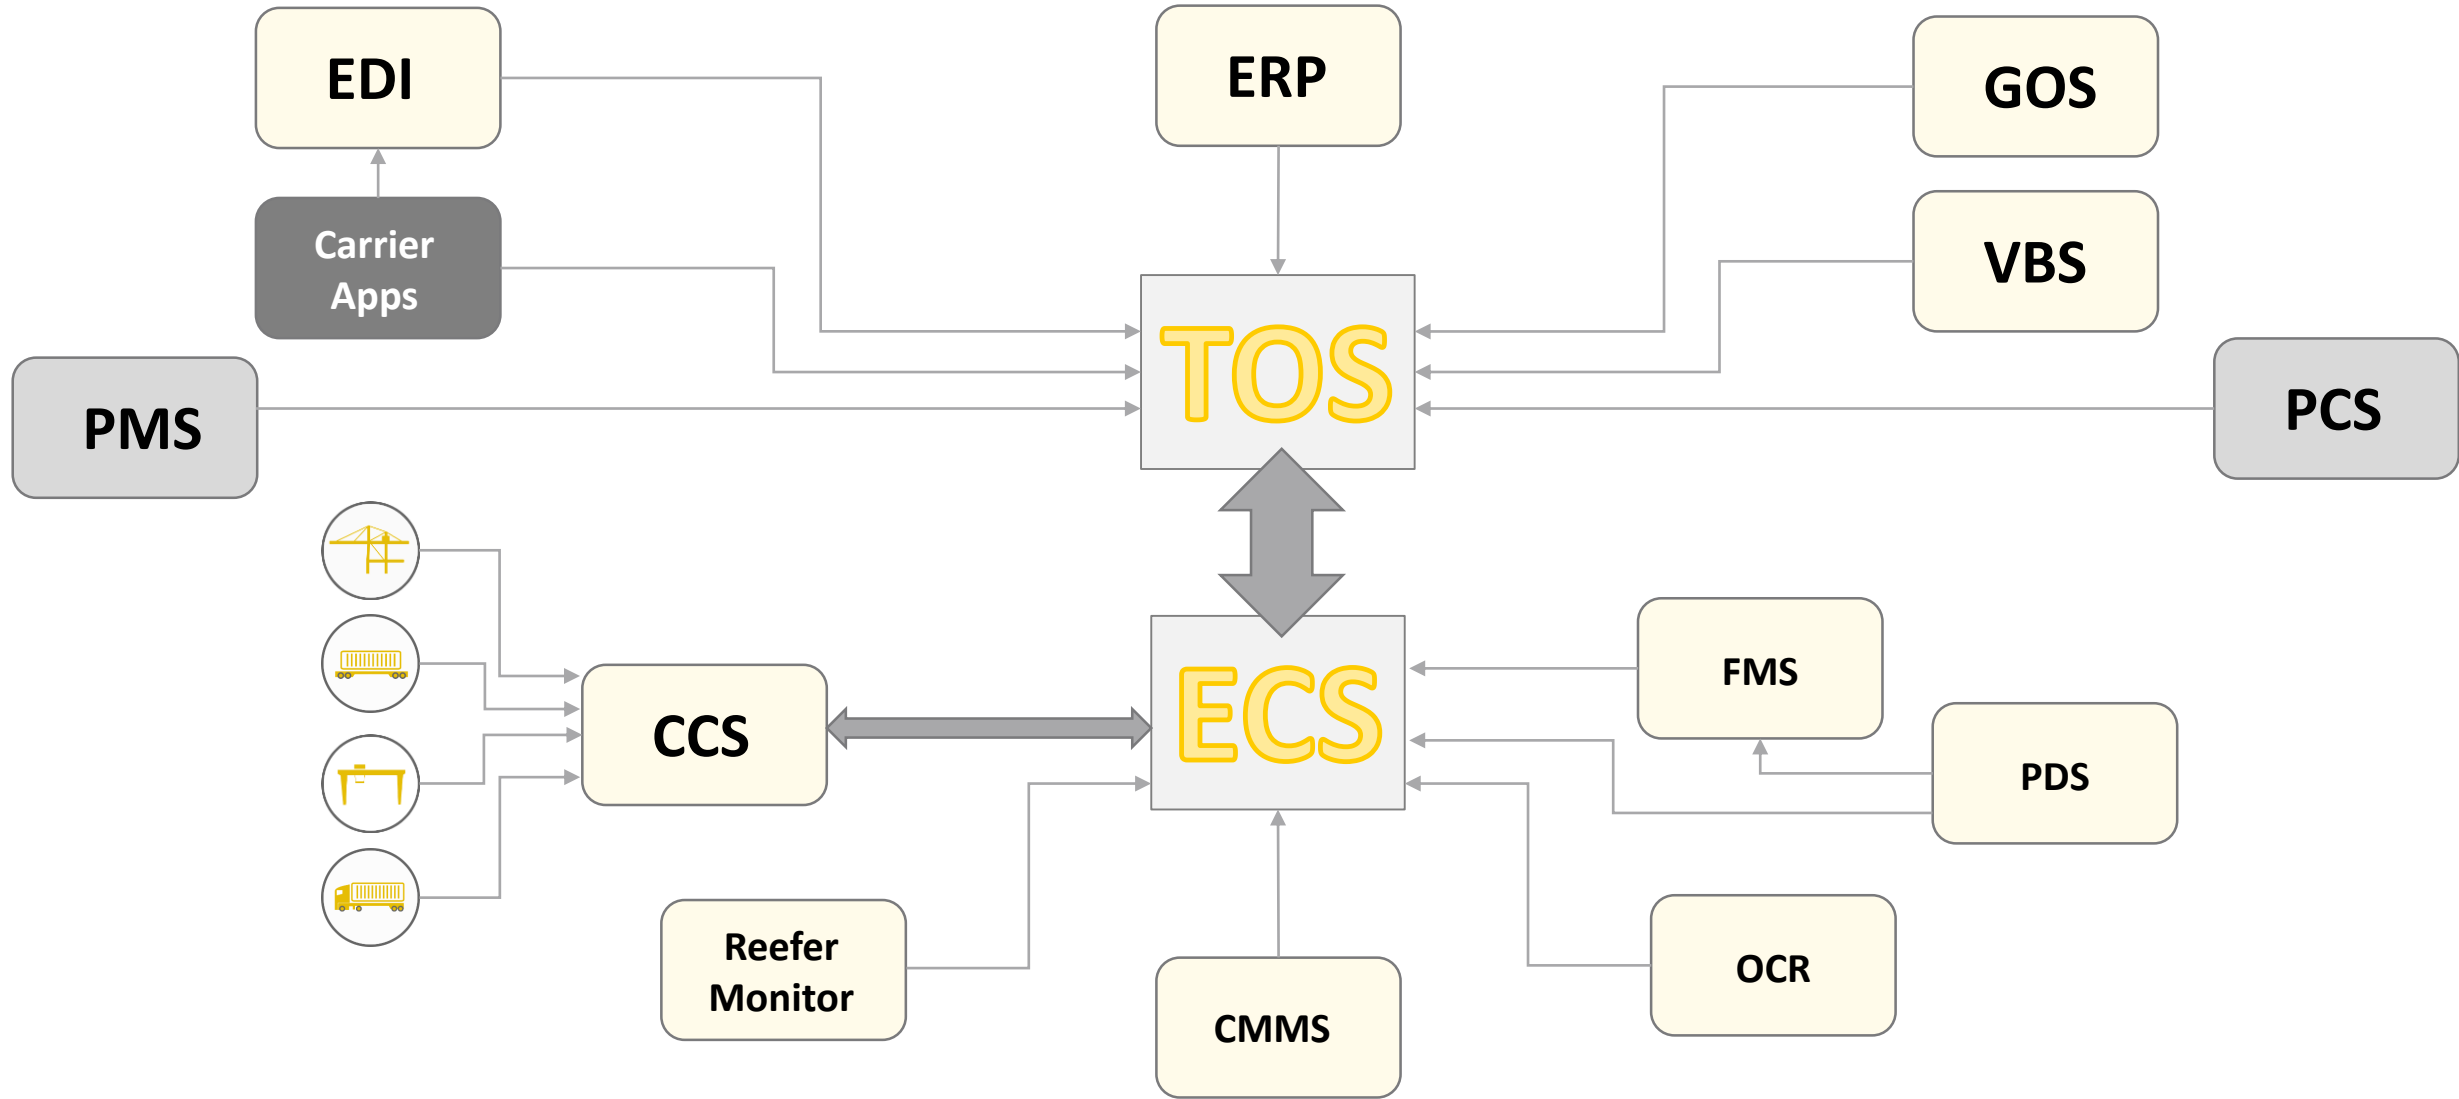 EDI
ERP
GOS
Carrier
Apps
VBS
TOS
PMS
PCS
ECS
FMS
CCS
PDS
Reefer
Monitor
OCR
CMMS